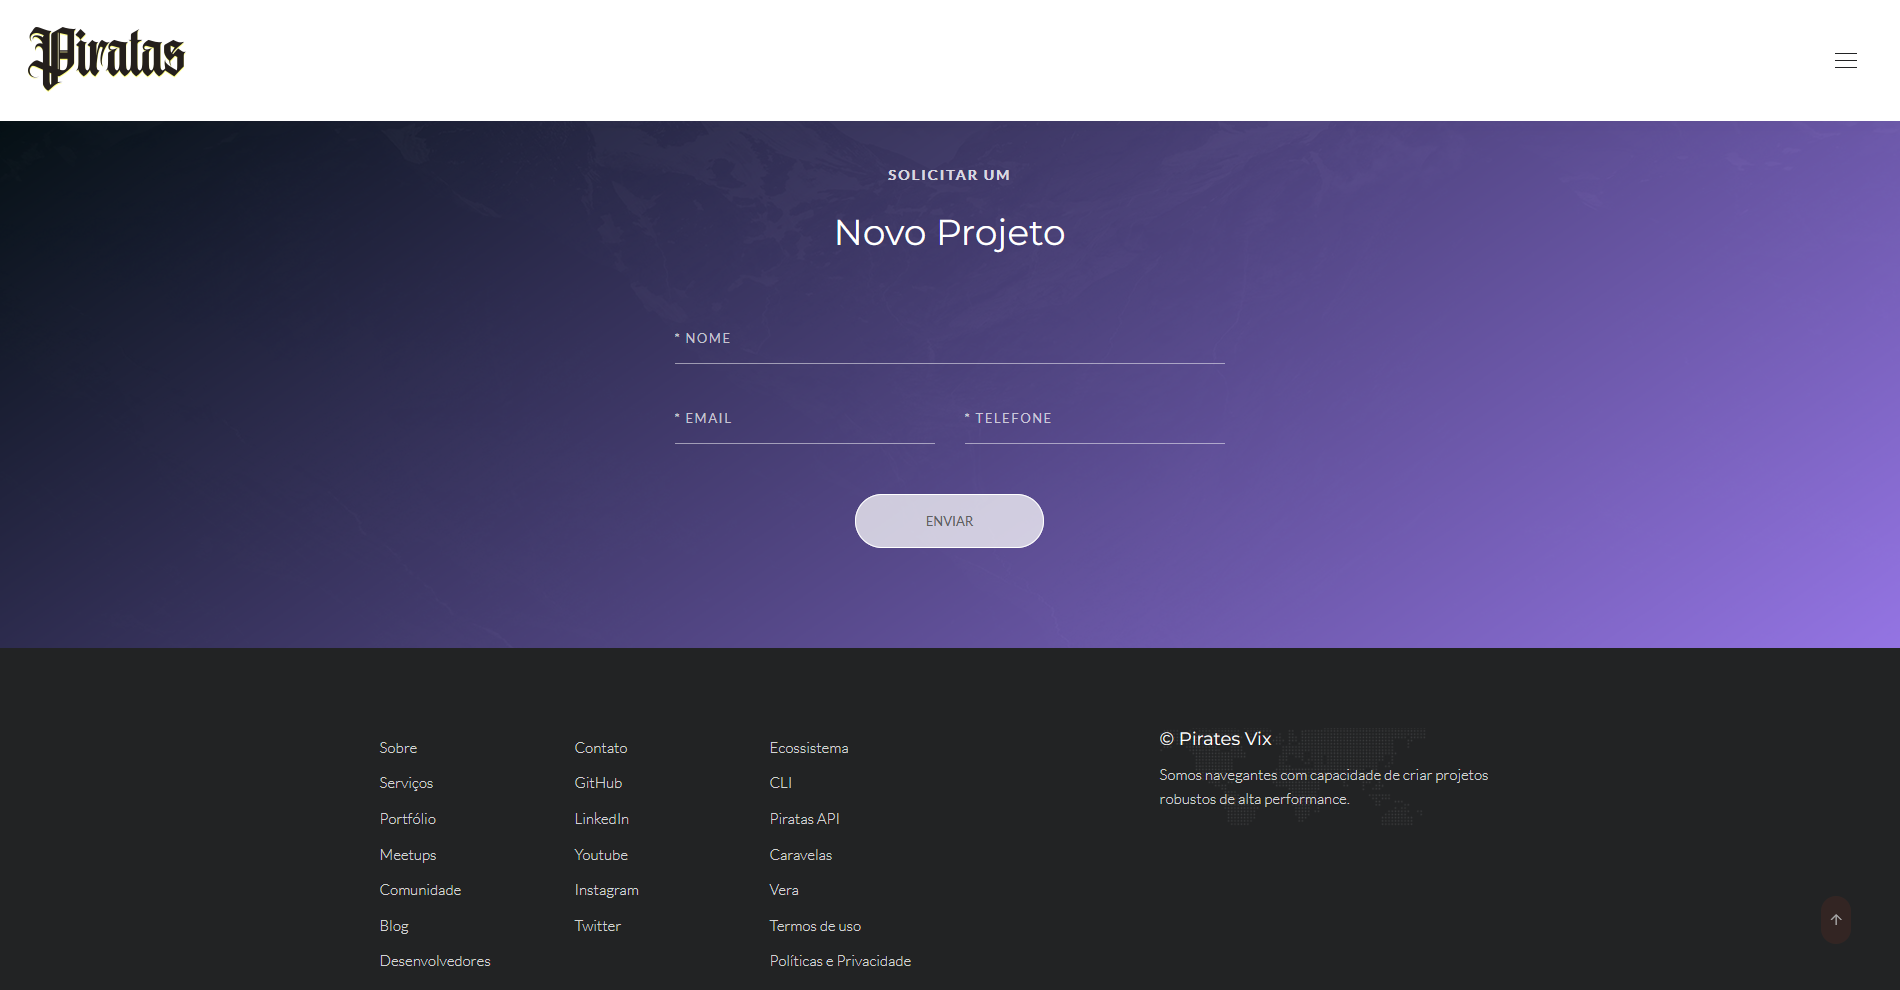 Piratas
SOLICITAR UM
Novo Projeto
* NOME
* EMAIL
* TELEFONE
ENVIAR
Sobre
Serviços
Portfólio
Meetups
Comunidade
Blog
Desenvolvedores
Contato
GitHub
LinkedIn
Youtube
Instagram
Twitter
Ecossistema
CLI
Piratas API
Caravelas
Vera
Termos de uso
Políticas e Privacidade
© Pirates Vix
Somos navegantes com capacidade de criar projetos
robustos de alta performance.